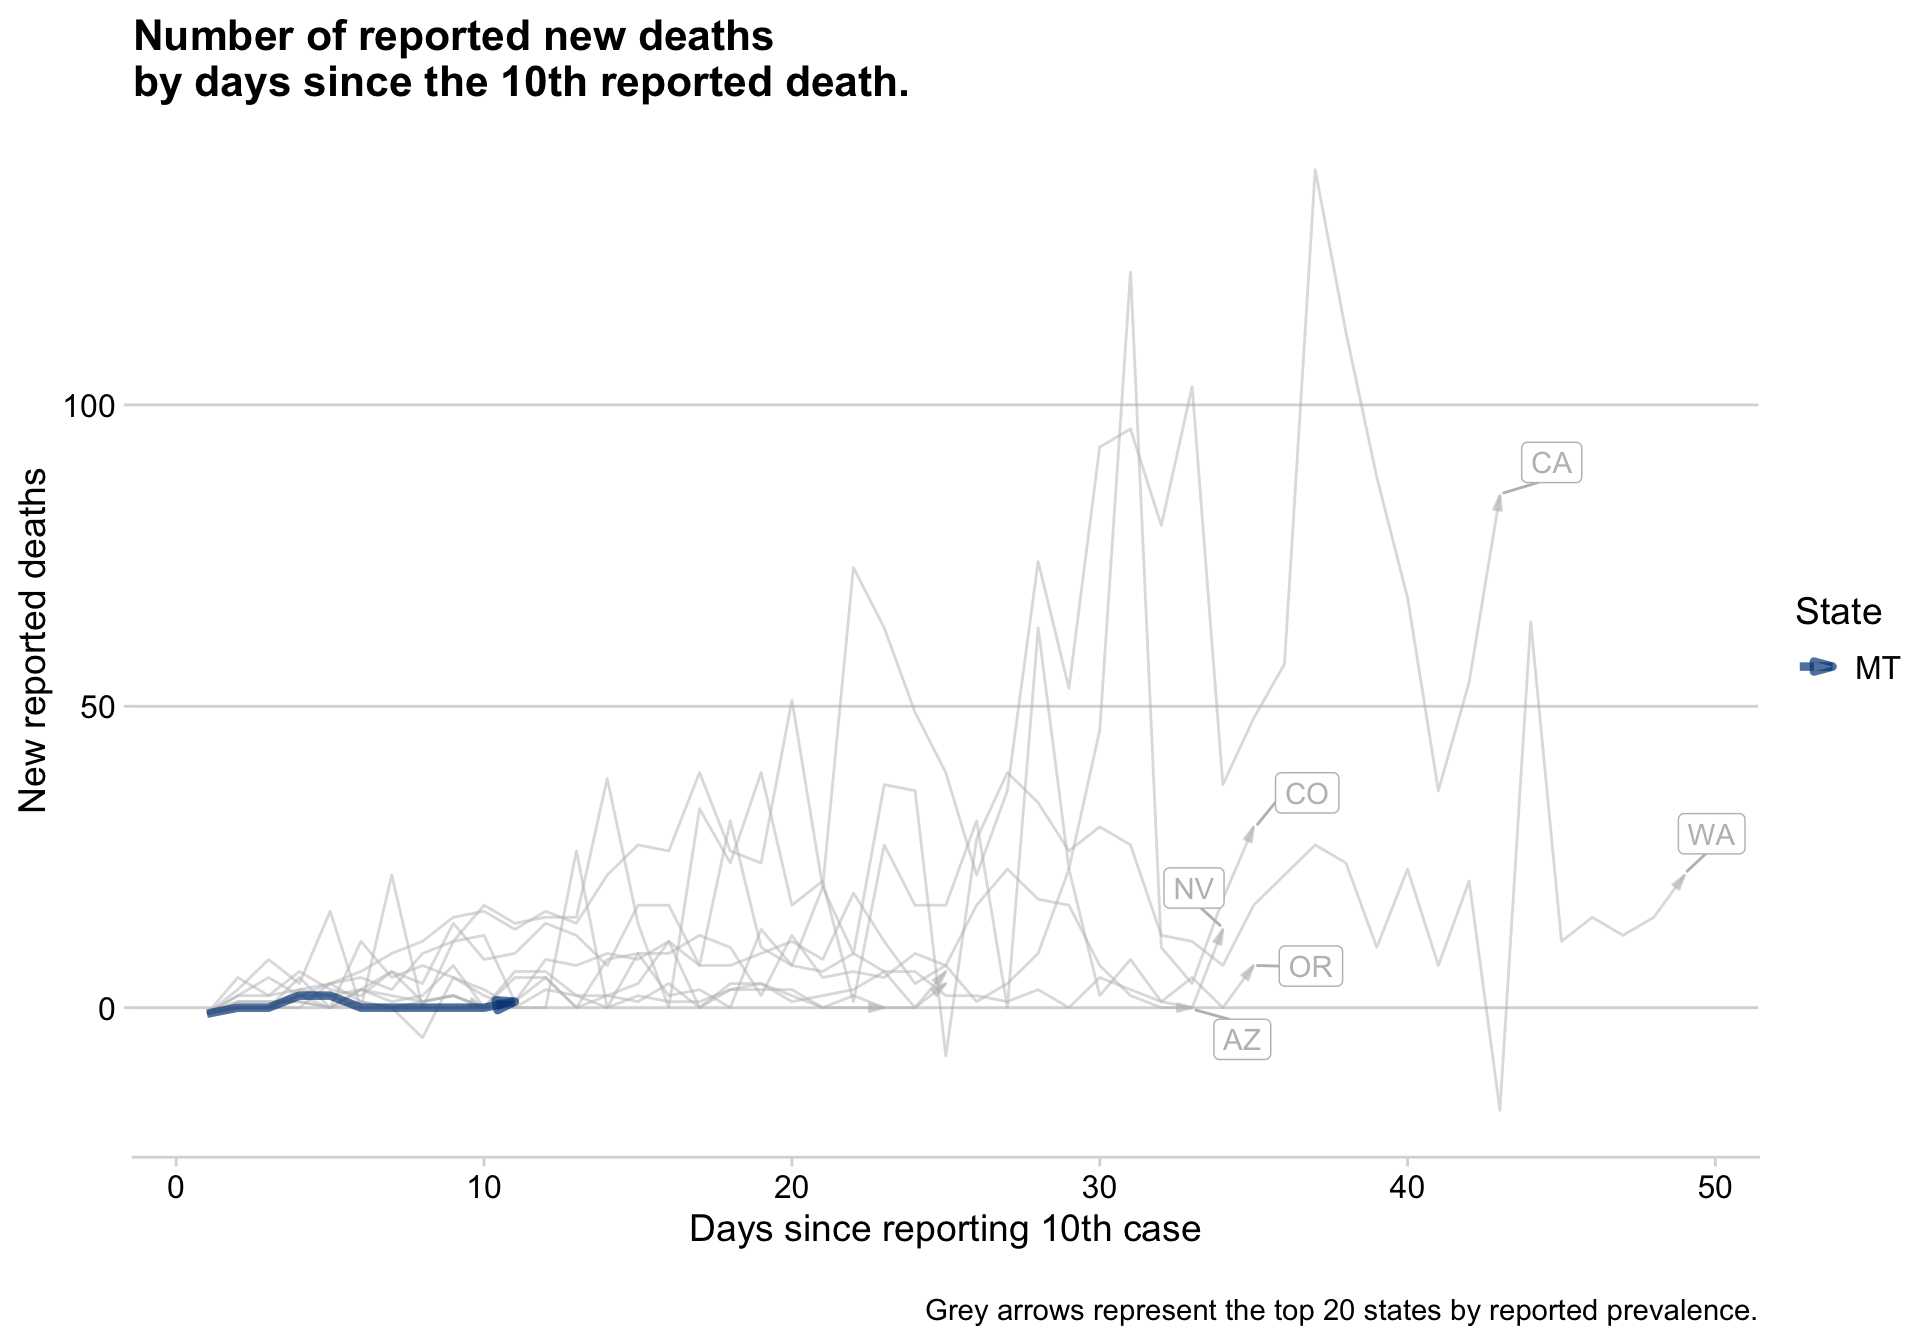 Number of reported new deaths
by days since the 10th reported death.
New reported deaths
100
50
0
CA
CO
WA
NV
OR
AZ
State
MT
0 10 20 30 40 50
Days since reporting 10th case
Grey arrows represent the top 20 states by reported prevalence.